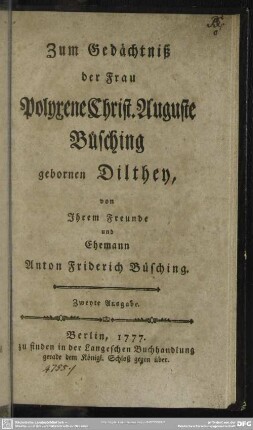 Zum Gedächtniß
der Frau
Polyxene Christ. Auguste
Büsching
gebornen Dilthey,
von
Ihrem Freunde
und
Ehemann
Anton Friderich Büsching.
Zweyte Ausgabe.
Berlin, 1777.
zu finden in der Langeschen Buchhandlung
gerade dem Königl. Schloß gegen über.
DFG